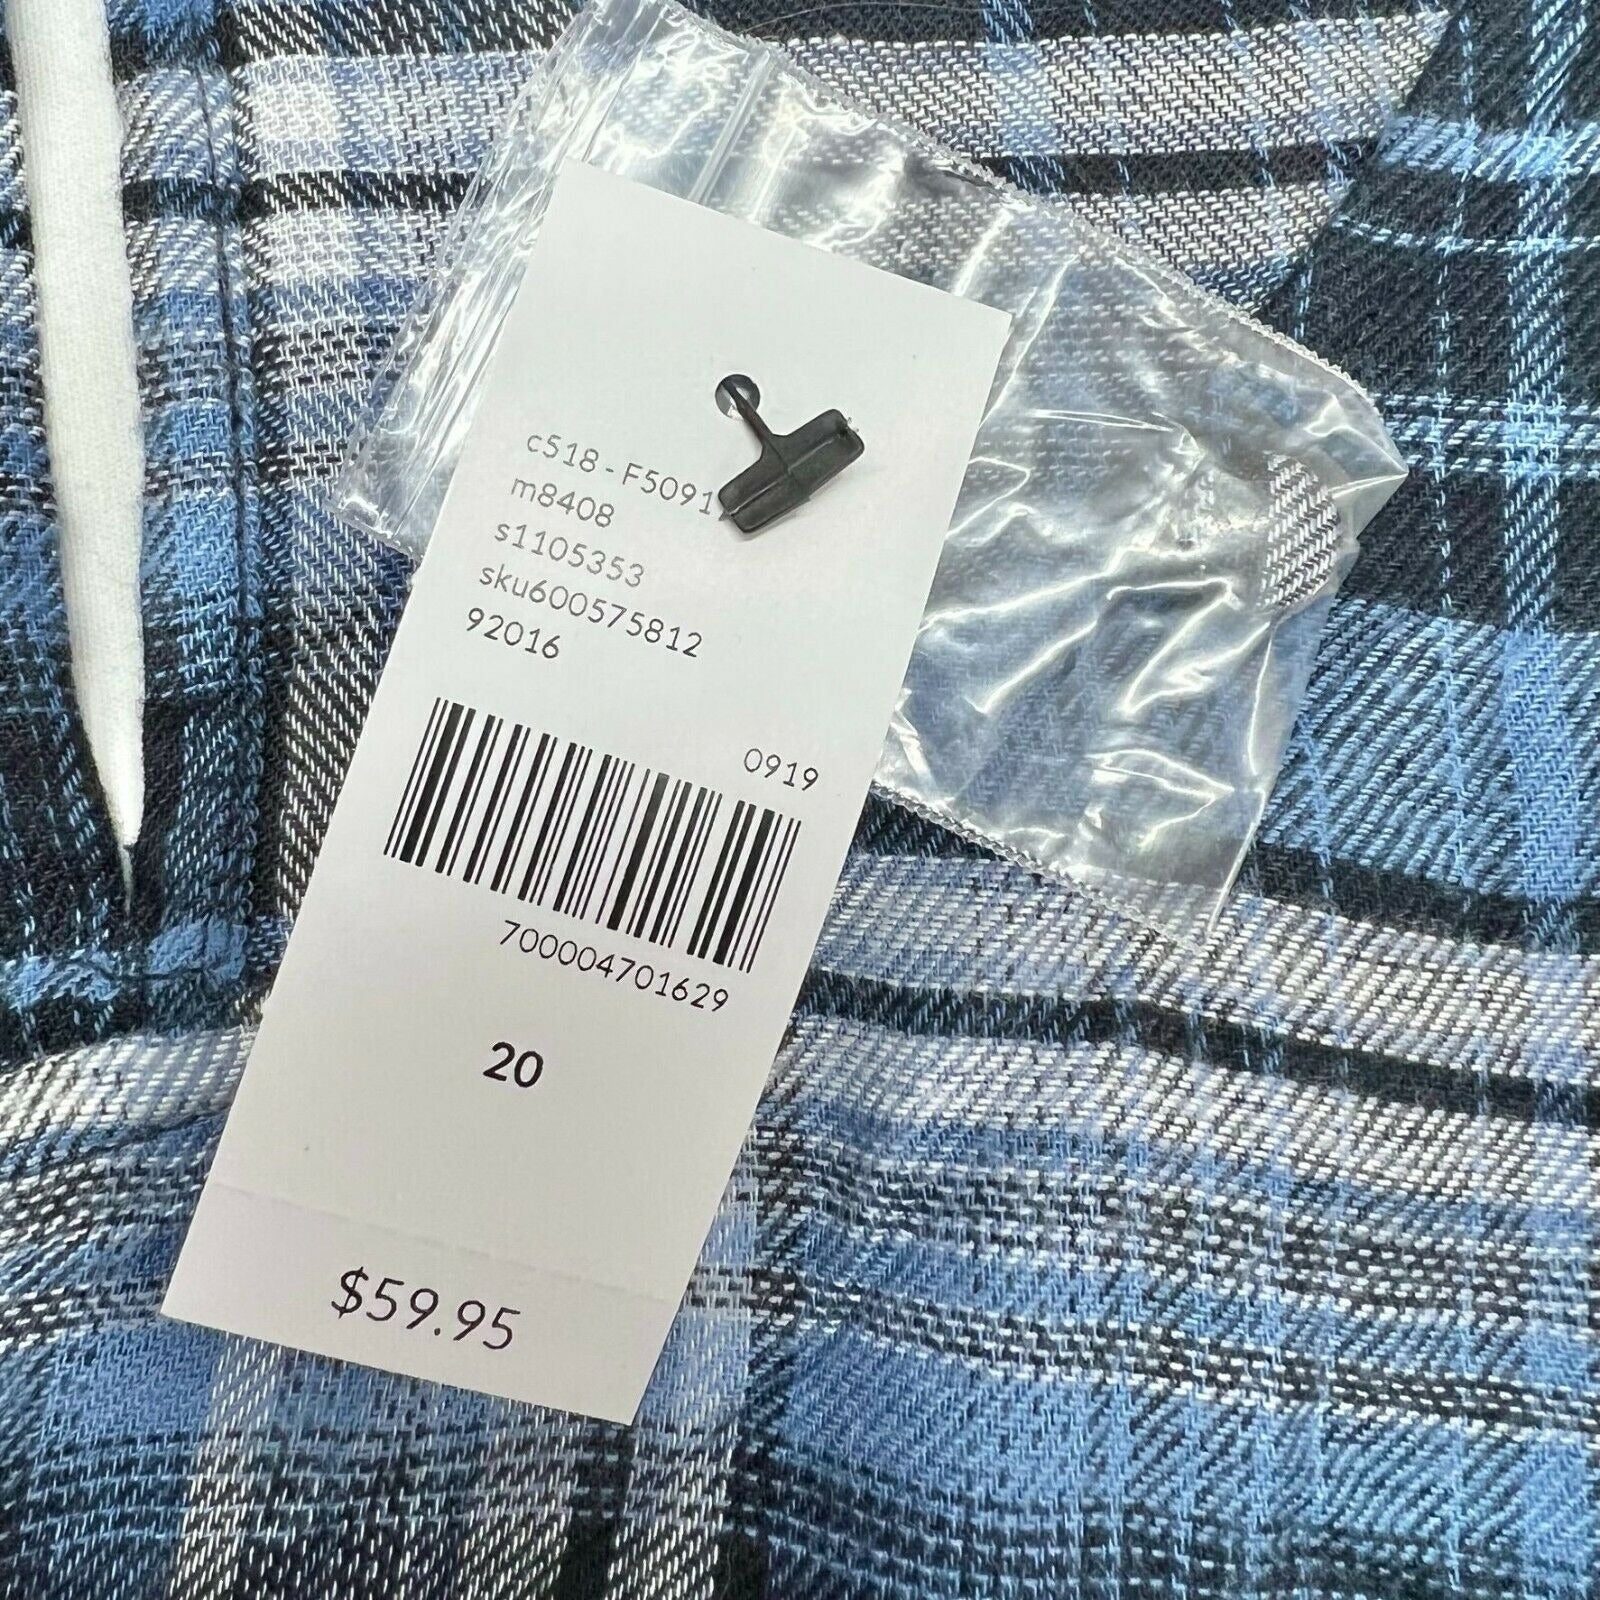 c518 - F5091
m8408
s1105353
sku600575812
92016
0919
700004701629
20
$59.95